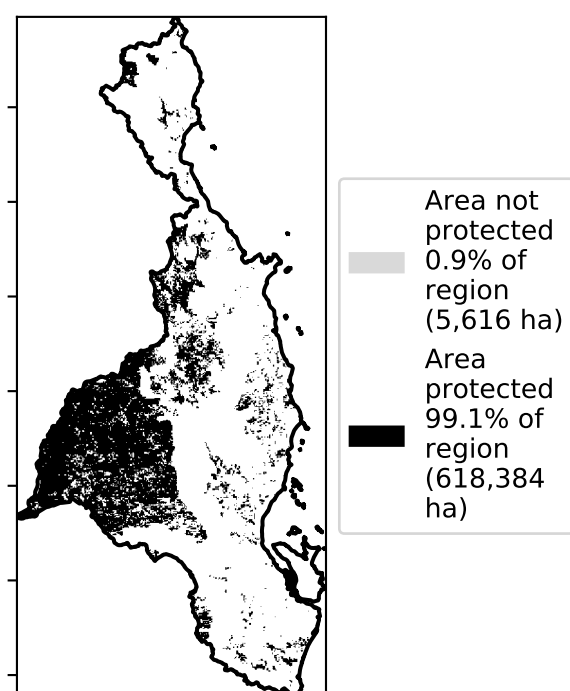 Area not
protected
0.9% of
region
(5,616 ha)
Area
protected
99.1% of
region
(618,384
ha)